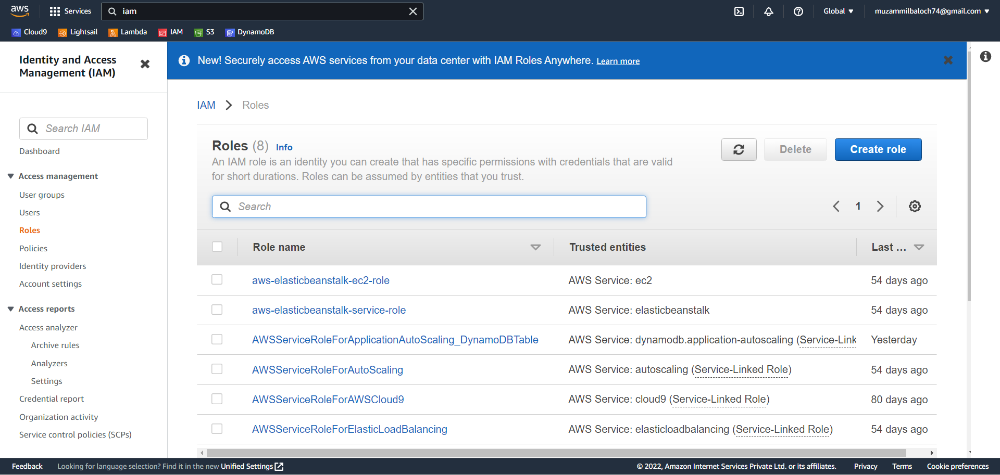 aws
Services
iam
Global
muzammilbaloch74@gmail.com
Cloud9
Lightsail
Lambda
IAM
S3
DynamoDB
Identity and Access
Management (IAM)
Search IAM
Dashboard
Access management
User groups
Users
Roles
Policies
Identity providers
Account settings
Access reports
Access analyzer
Archive rules
Analyzers
Settings
Credential report
Organization activity
Service control policies (SCPs)
New! Securely access AWS services from your data center with IAM Roles Anywhere. Learn more
IAM > Roles
Roles (8) Info
An IAM role is an identity you can create that has specific permissions with credentials that are valid
for short durations. Roles can be assumed by entities that you trust.
Delete
Create role
Search
1
Role name Trusted entities Last ...
aws-elasticbeanstalk-ec2-role AWS Service: ec2 54 days ago
aws-elasticbeanstalk-service-role AWS Service: elasticbeanstalk 54 days ago
AWSServiceRoleForApplicationAutoScaling_DynamoDBTable AWS Service: dynamodb.application-autoscaling (Service-Link Yesterday
AWSServiceRoleForAutoScaling AWS Service: autoscaling (Service-Linked Role) 54 days ago
AWSServiceRoleForAWSCloud9 AWS Service: cloud9 (Service-Linked Role) 80 days ago
AWSServiceRoleForElasticLoadBalancing AWS Service: elasticloadbalancing (Service-Linked Role) 54 days ago
Feedback
Looking for language selection? Find it in the new Unified Settings
© 2022, Amazon Internet Services Private Ltd. or its affiliates.
Privacy
Terms
Cookie preferences